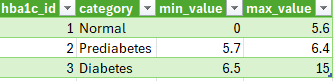 hba1c_id category min_value max_value
1 Normal 0 5.6
2 Prediabetes 5.7 6.4
3 Diabetes 6.5 15